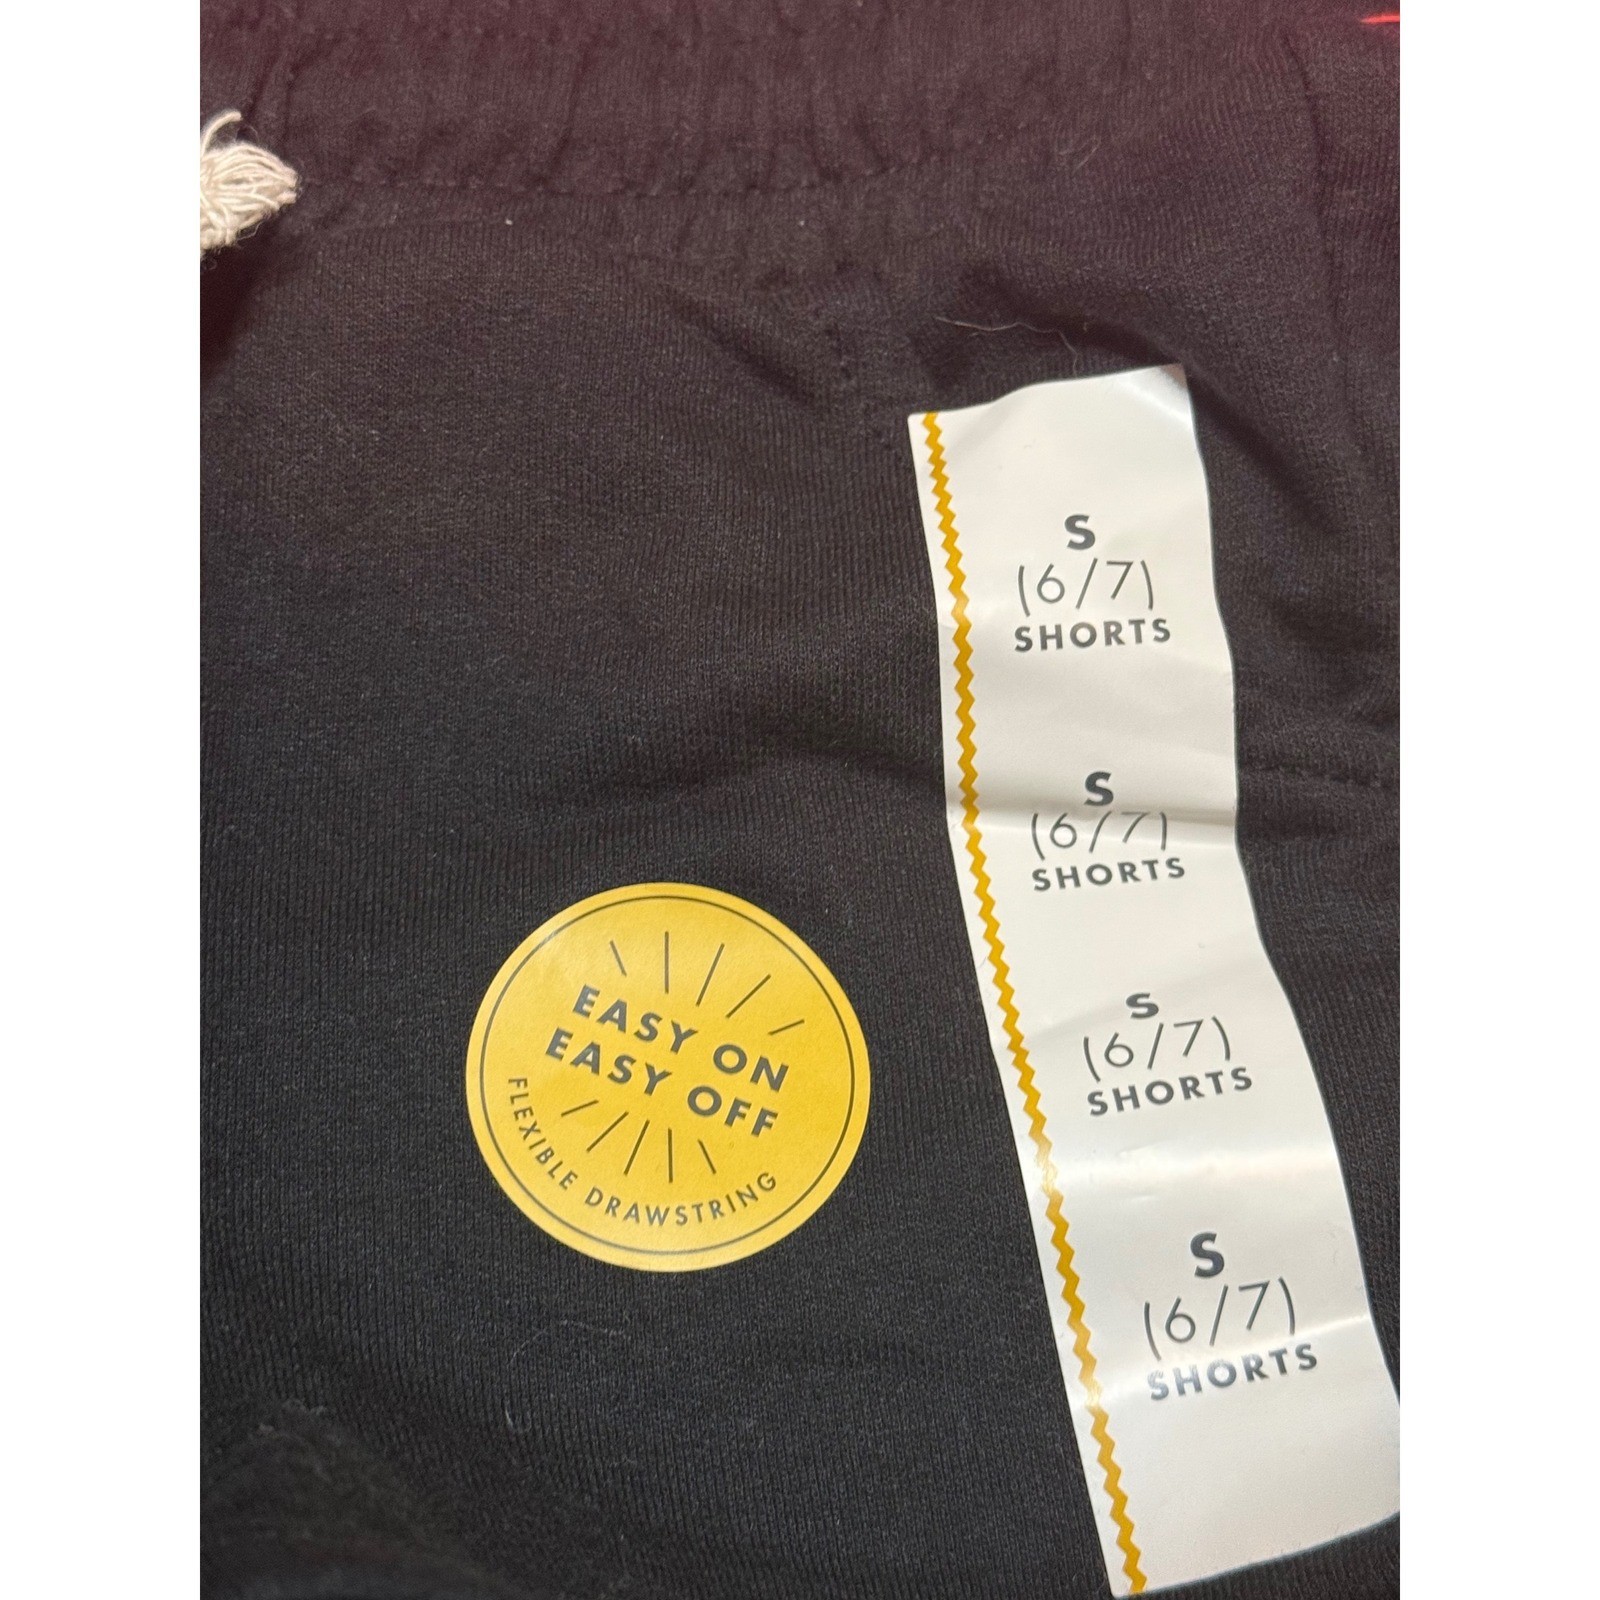 S
(6/7)
SHORTS
S
(6/7)
SHORTS
S
(6/7)
SHORTS
S
(6/7)
SHORTS
EASY ON
EASY OFF
FLEXIBLE DRAWSTRING